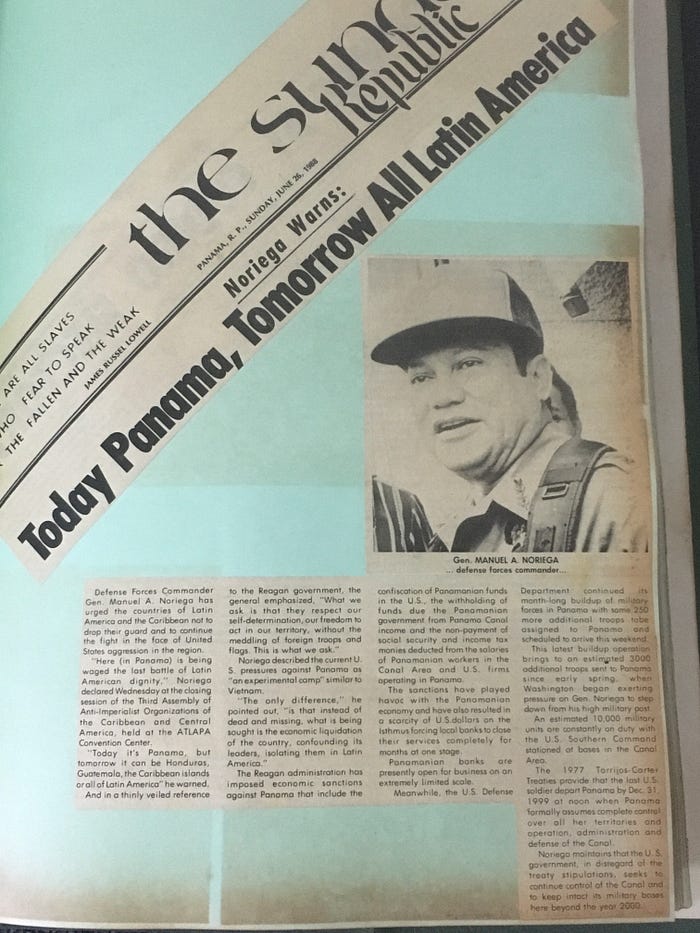 the Sund
Republic
PANAMA, R. P., SUNDAY, JUNE 26, 1988
ARE ALL SLAVES
WHO FEAR TO SPEAK
THE FALLEN AND THE WEAK
JAMES RUSSEL LOWELL
Noriega Warns:
Today Panama, Tomorrow All Latin America
Gen. MANUEL A. NORIEGA
... defense forces commander...
Defense Forces Commander
Gen. Manuel A. Noriega has
urged the countries of Latin
America and the Caribbean not to
drop their guard and to continue
the fight in the face of United
States aggression in the region.
"Here (in Panama) is being
waged the last battle of Latin
American dignity," Noriega
declared Wednesday at the closing
session of the Third Assembly of
Anti-Imperialist Organizations of
the Caribbean and Central
America, held at the ATLAPA
Convention Center.
"Today it's Panama, but
tomorrow it can be Honduras,
Guatemala, the Caribbean islands
or all of Latin America" he warned.
And in a thinly veiled reference
to the Reagan government, the
general emphasized, "What we
ask is that they respect our
self-determination, our freedom to
act in our territory, without the
meddling of foreign troops and
flags. This is what we ask."
Noriega described the current U.
S. pressures against Panama as
"an experimental camp" similar to
Vietnam.
"The only difference," he
pointed out, "is that instead of
dead and missing, what is being
sought is the economic liquidation
of the country, confounding its
leaders, isolating them in Latin
America."
The Reagan administration has
imposed economic sanctions
against Panama that include the
confiscation of Panamanian funds
in the U.S., the withholding of
funds due the Panamanian
government from Panama Canal
income and the non-payment of
social security and income tax
monies deducted from the salaries
of Panamanian workers in the
Canal Area and U.S. firms
operating in Panama.
The sanctions have played
havoc with the Panamanian
economy and have also resulted in
a scarcity of U.S.dollars on the
isthmus forcing local banks to close
their services completely for
months at one stage.
Panamanian banks are
presently open for business on an
extremely limited scale.
Meanwhile, the U.S. Defense
Department continued its
month-long buildup of military
forces in Panama with some 250
more additional troops tobe
assigned to Panama and
scheduled to arrive this weekend.
This latest buildup operation
brings to an estimated 3000
additional troops sent to Panama
since early spring, when
Washington began exerting
pressure on Gen. Noriega to step
down from his high military post.
An estimated 10,000 military
units are constantly on duty with
the U.S. Southern Command
stationed at bases in the Canal
Area.
The 1977 Torrijos-Carter
Treaties provide that the last U.S.
soldier depart Panama by Dec. 31,
1999 at noon when Panama
formally assumes complete control
over all her territories and
operation, administration and
defense of the Canal.
Noriega maintains that the U.S.
government, in disregard of the
treaty stipulations, seeks to
continue control of the Canal and
to keep intact its military bases
here beyond the year 2000.